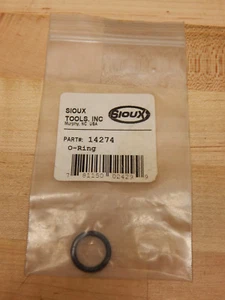 SIOUX
TOOLS, INC
Murphy, NC USA
SIOUX
PART#: 14274
O-Ring